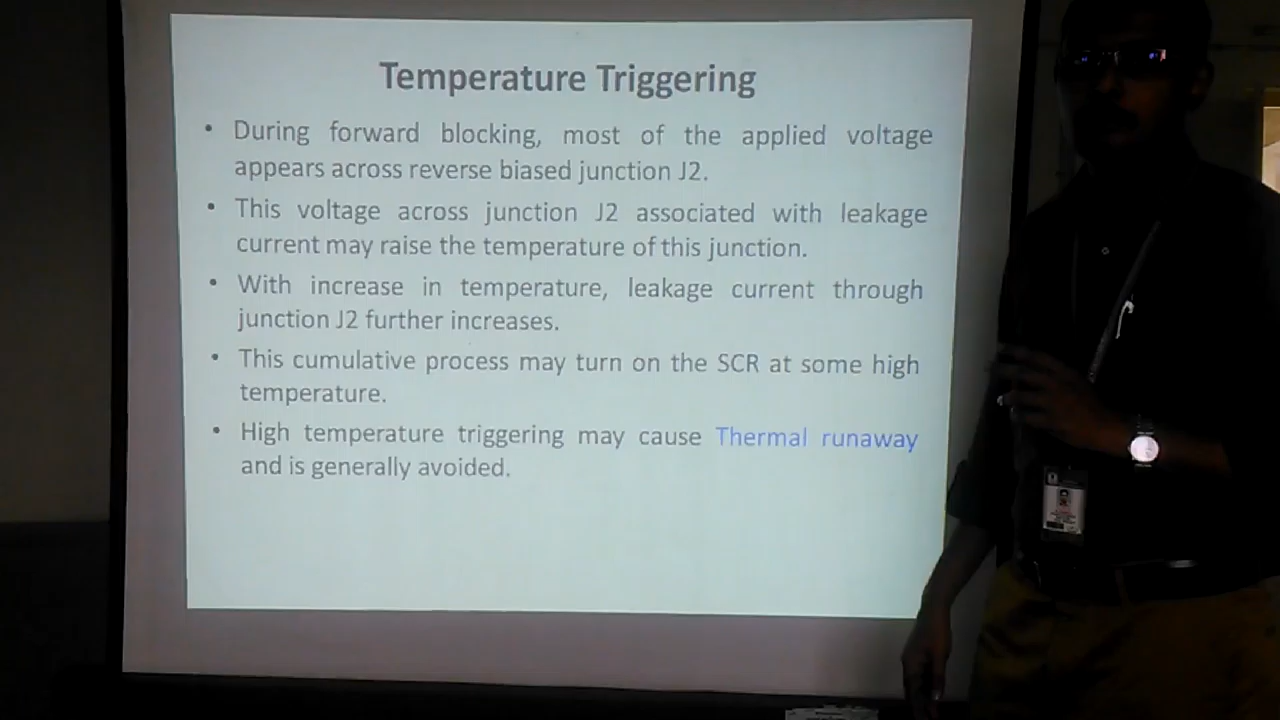 Temperature Triggering
• During forward blocking, most of the applied voltage
appears across reverse biased junction J2.
• This voltage across junction J2 associated with leakage
current may raise the temperature of this junction.
• With increase in temperature, leakage current through
junction J2 further increases.
• This cumulative process may turn on the SCR at some high
temperature.
• High temperature triggering may cause Thermal runaway
and is generally avoided.